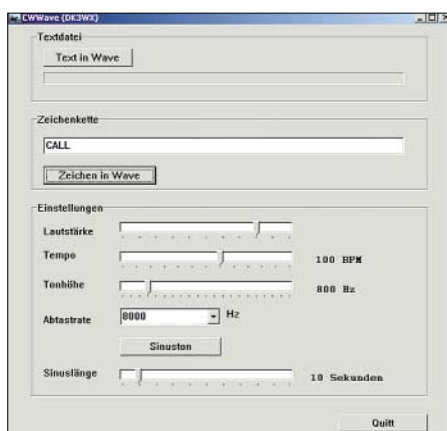 CWWave (DK3WX)
Textdatei
Text in Wave
Zeichenkette
CALL
Zeichen in Wave
Einstellungen
Lautstärke
Tempo 100 BPM
Tonhöhe 800 Hz
Abtastrate 8000 Hz
Sinuston
Sinuslänge 10 Sekunden
Quitt